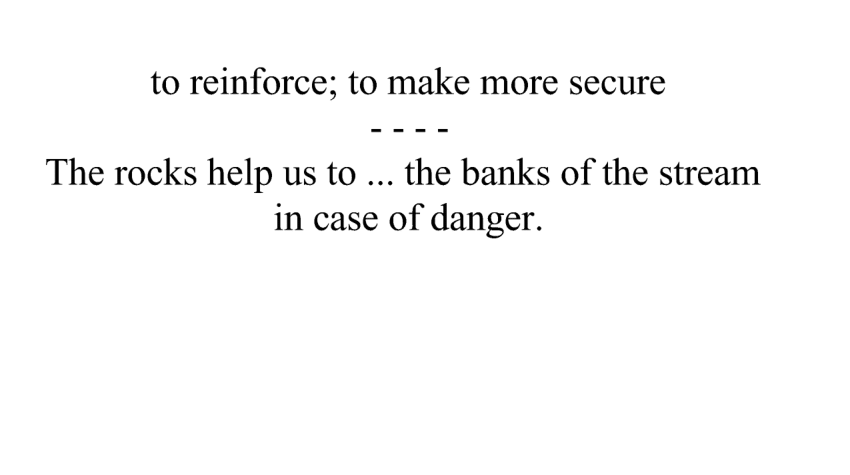 to reinforce; to make more secure
- - - -
The rocks help us to ... the banks of the stream
in case of danger.